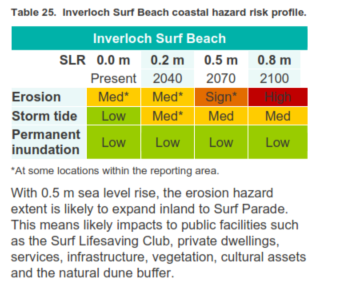 Table 25. Inverloch Surf Beach coastal hazard risk profile.
Inverloch Surf Beach
SLR 0.0 m 0.2 m 0.5 m 0.8 m
Present 2040 2070 2100
Erosion Med* Med* Sign* High
Storm tide Low Med* Med Med
Permanent
inundation Low Low Low Low
*At some locations within the reporting area.
With 0.5 m sea level rise, the erosion hazard
extent is likely to expand inland to Surf Parade.
This means likely impacts to public facilities such
as the Surf Lifesaving Club, private dwellings,
services, infrastructure, vegetation, cultural assets
and the natural dune buffer.